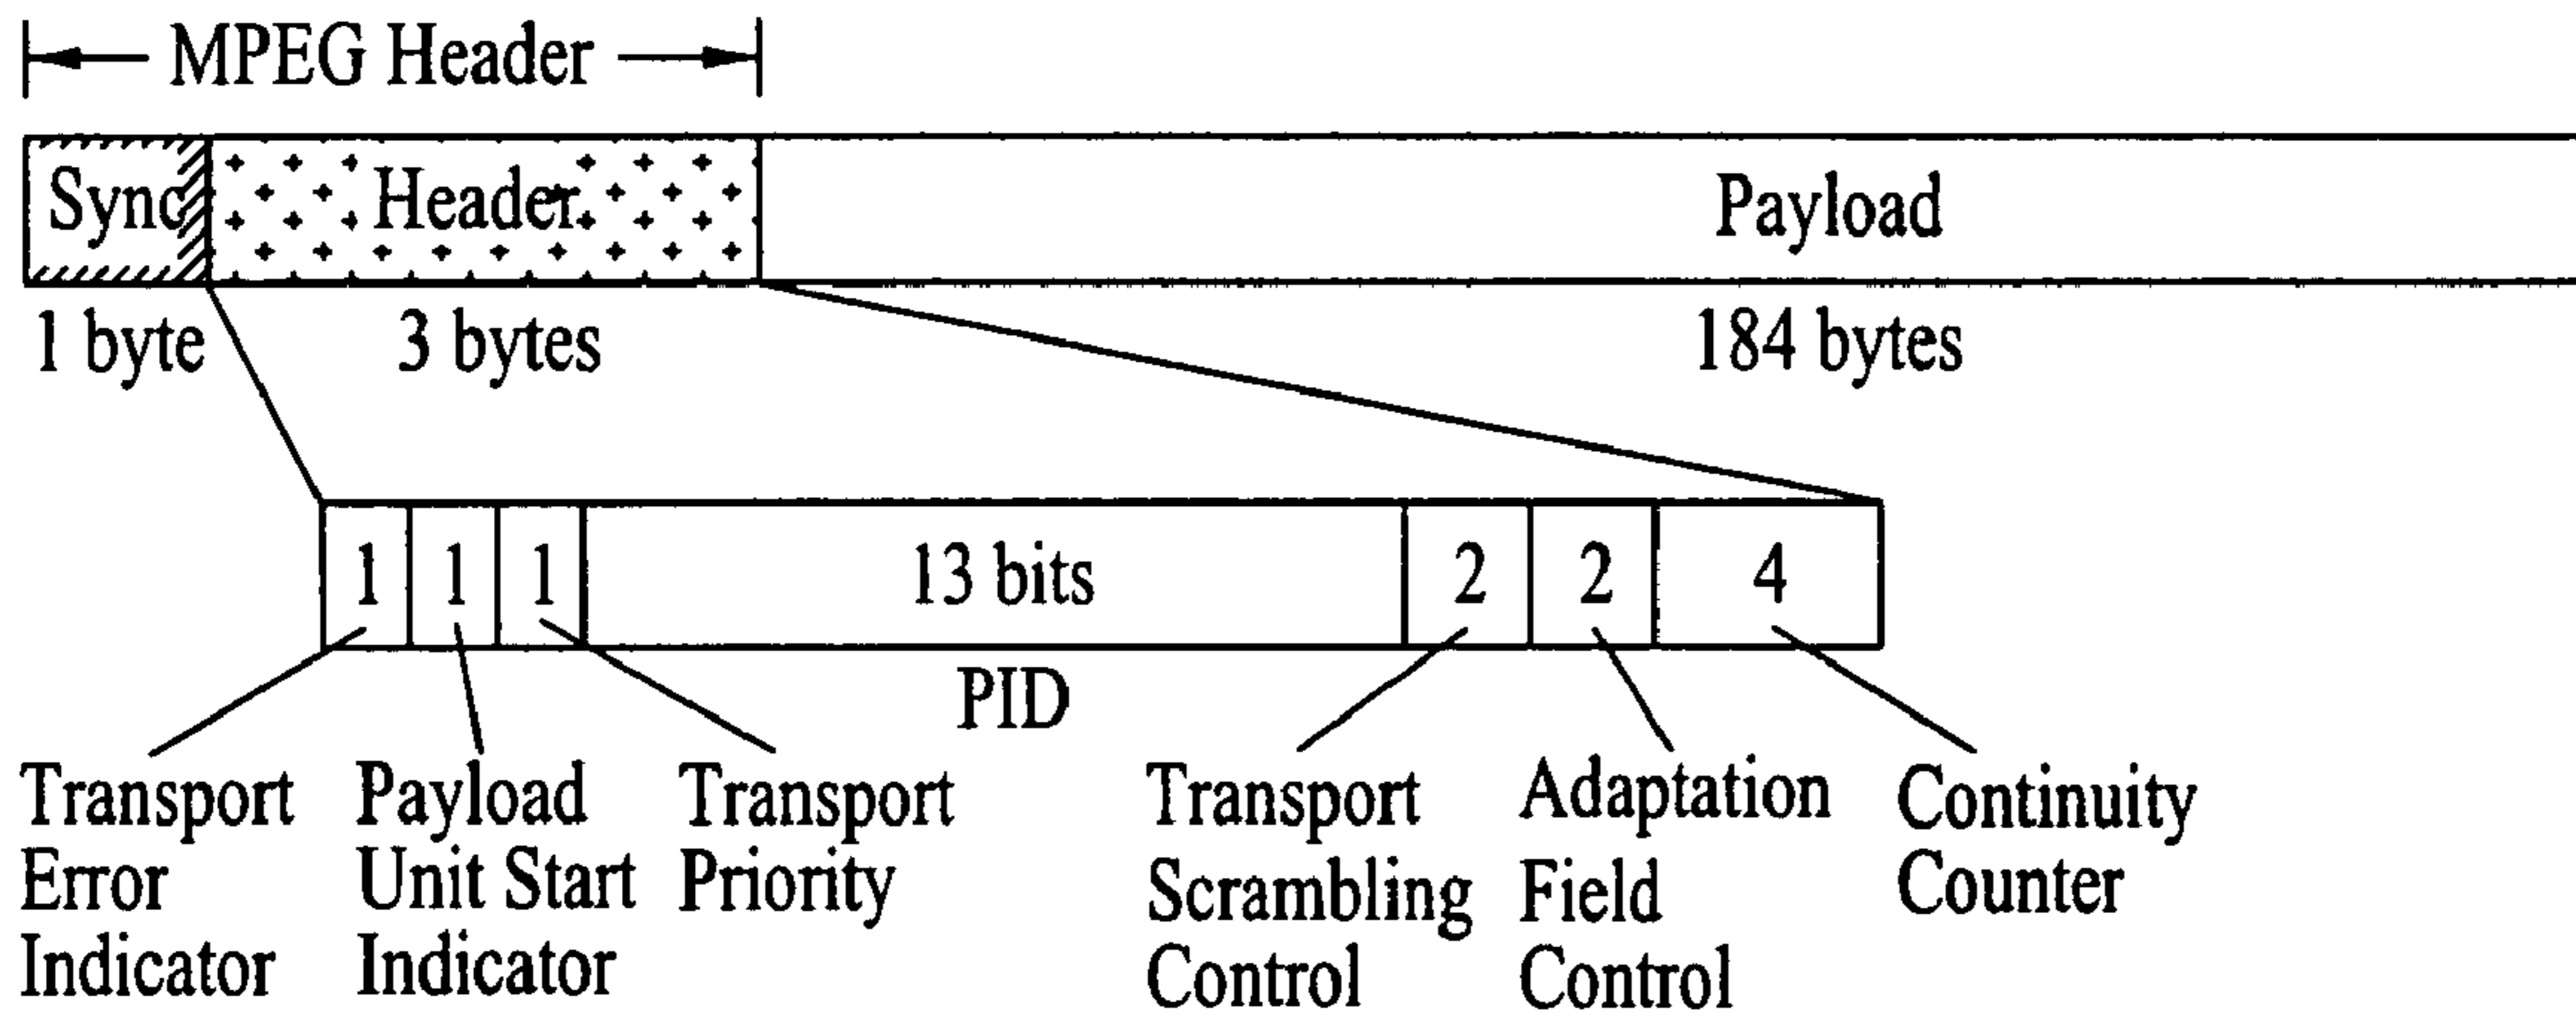 MPEG Header
Sync Header Payload
1 byte 3 bytes 184 bytes
1 1 1 13 bits 2 2 4
PID
Transport
Error
Indicator
Payload
Unit Start
Indicator
Transport
Priority
Transport
Scrambling
Control
Adaptation
Field
Control
Continuity
Counter